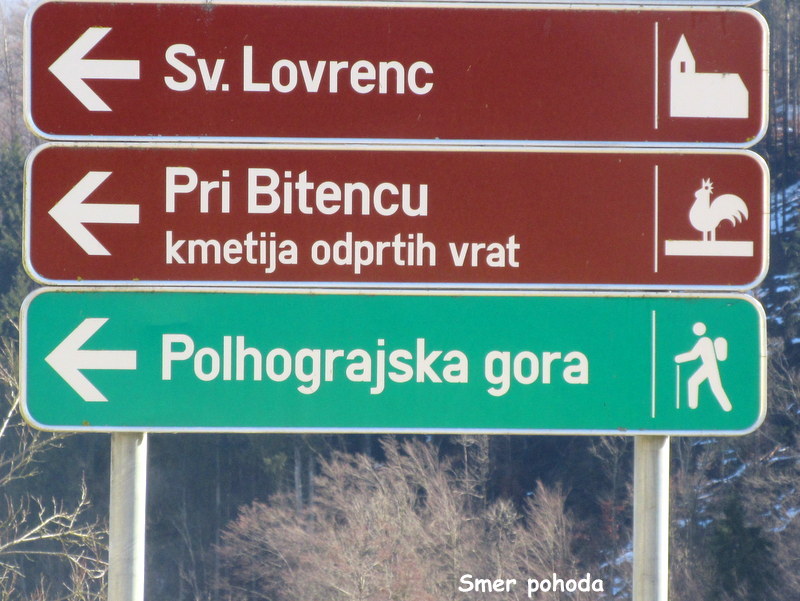 Sv. Lovrenc
Pri Bitencu
kmetija odprtih vrat
Polhograjska gora
Smer pohoda